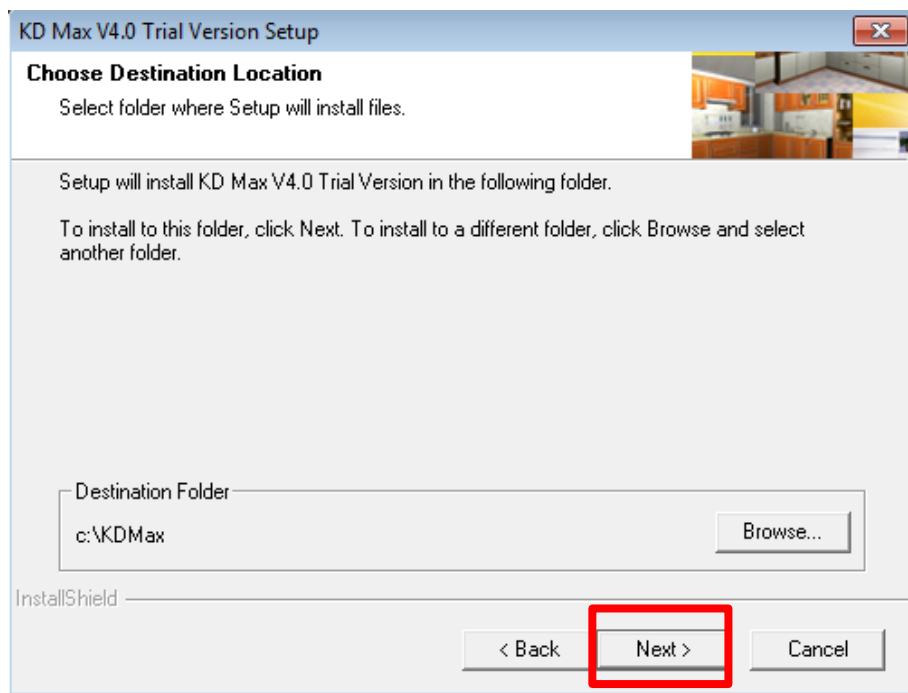 KD Max V4.0 Trial Version Setup
Choose Destination Location
Select folder where Setup will install files.
Setup will install KD Max V4.0 Trial Version in the following folder.
To install to this folder, click Next. To install to a different folder, click Browse and select
another folder.
Destination Folder
c:\KDMax
Browse...
InstallShield
< Back
Next >
Cancel